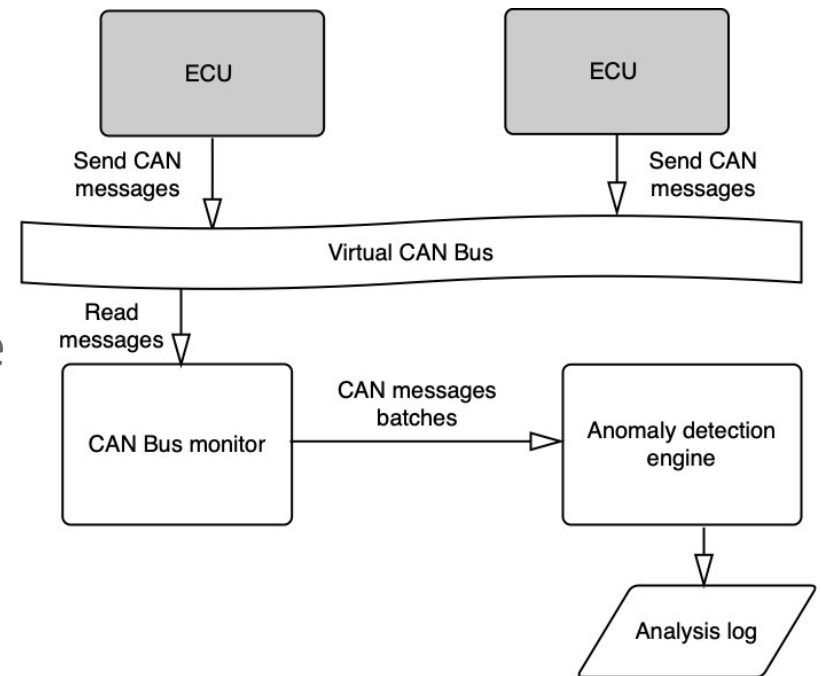 ECU
ECU
Send CAN
messages
Send CAN
messages
Virtual CAN Bus
Read
messages
e
CAN Bus monitor
CAN messages
batches
Anomaly detection
engine
Analysis log